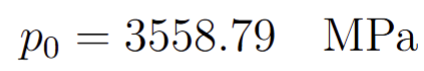 p₀ = 3558.79 MPa